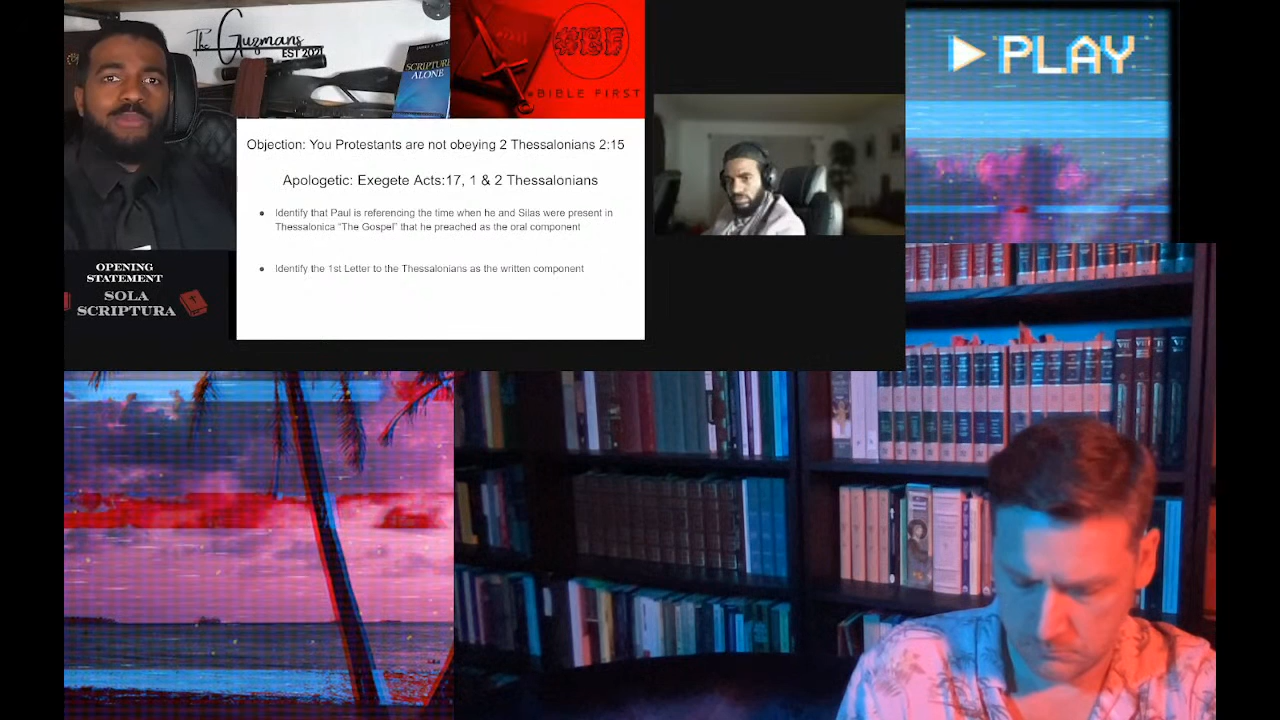 The Guzmans
EST 2021
SCRIPTURE
ALONE
#BF
#BIBLE FIRST
PLAY
Objection: You Protestants are not obeying 2 Thessalonians 2:15
Apologetic: Exegete Acts:17, 1 & 2 Thessalonians
● Identify that Paul is referencing the time when he and Silas were present in
Thessalonica “The Gospel” that he preached as the oral component
● Identify the 1st Letter to the Thessalonians as the written component
OPENING
STATEMENT
SOLA
SCRIPTURA